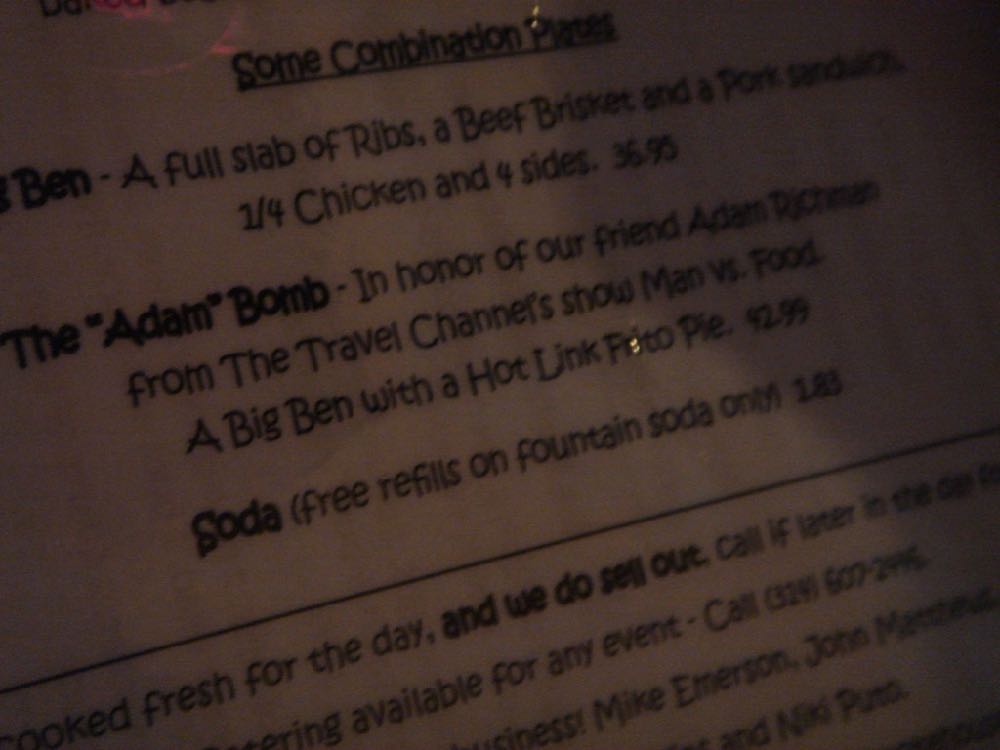 Some Combination Plates
Ben - A full slab of Ribs, a Beef Brisket and a Pork sandwich,
1/4 Chicken and 4 sides. 36.95
The "Adam" Bomb - In honor of our friend Adam Richman
from The Travel Channel's show Man vs. Food.
A Big Ben with a Hot Link Frito Pie. 42.99
Soda (free refills on fountain soda only) 1.83
cooked fresh for the day, and we do sell out. Call if later in the day
available for any event - Call
business! Mike Emerson, John
and Niki